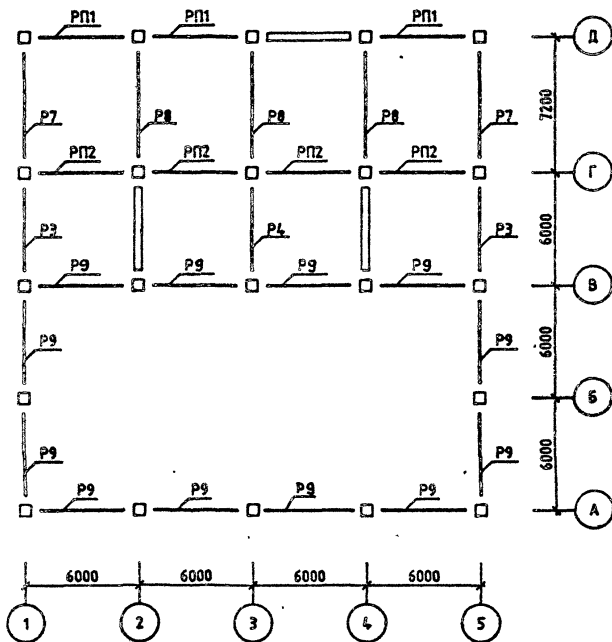 РП1 РП1 РП1
Д
Р7 Р8 Р8 Р8 Р7
7200
РП2 РП2 РП2 РП2
Г
Р3 Р4 Р3
6000
Р9 Р9 Р9 Р9
В
Р9 Р9
6000
Б
Р9 Р9
6000
Р9 Р9 Р9 Р9
А
6000 6000 6000 6000
1 2 3 4 5